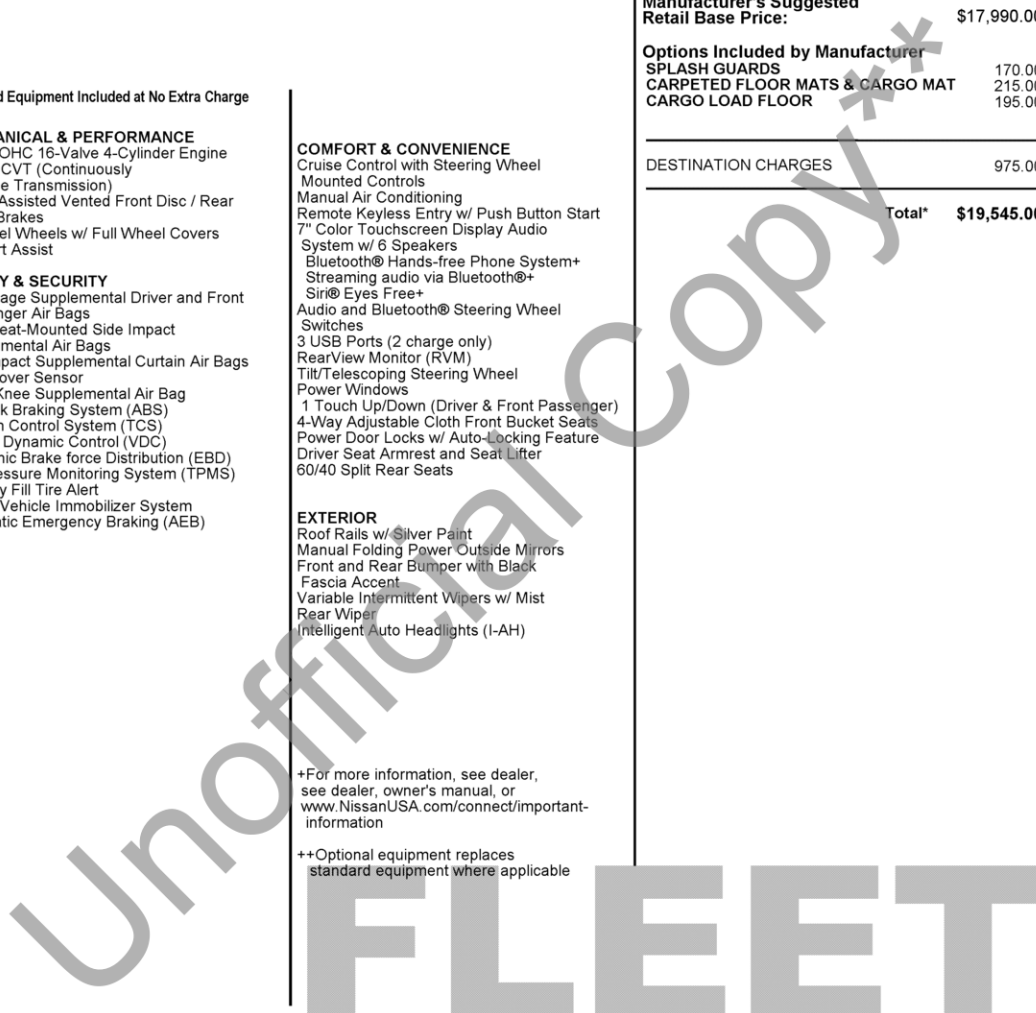 d Equipment Included at No Extra Charge
ANICAL & PERFORMANCE
OHC 16-Valve 4-Cylinder Engine
CVT (Continuously
e Transmission)
Assisted Vented Front Disc / Rear
Brakes
el Wheels w/ Full Wheel Covers
rt Assist
Y & SECURITY
age Supplemental Driver and Front
nger Air Bags
eat-Mounted Side Impact
mental Air Bags
pact Supplemental Curtain Air Bags
over Sensor
Knee Supplemental Air Bag
k Braking System (ABS)
n Control System (TCS)
Dynamic Control (VDC)
nic Brake force Distribution (EBD)
essure Monitoring System (TPMS)
y Fill Tire Alert
Vehicle Immobilizer System
tic Emergency Braking (AEB)
COMFORT & CONVENIENCE
Cruise Control with Steering Wheel
Mounted Controls
Manual Air Conditioning
Remote Keyless Entry w/ Push Button Start
7" Color Touchscreen Display Audio
System w/ 6 Speakers
Bluetooth® Hands-free Phone System+
Streaming audio via Bluetooth®+
Siri® Eyes Free+
Audio and Bluetooth® Steering Wheel
Switches
3 USB Ports (2 charge only)
RearView Monitor (RVM)
Tilt/Telescoping Steering Wheel
Power Windows
1 Touch Up/Down (Driver & Front Passenger)
4-Way Adjustable Cloth Front Bucket Seats
Power Door Locks w/ Auto-Locking Feature
Driver Seat Armrest and Seat Lifter
60/40 Split Rear Seats
EXTERIOR
Roof Rails w/ Silver Paint
Manual Folding Power Outside Mirrors
Front and Rear Bumper with Black
Fascia Accent
Variable Intermittent Wipers w/ Mist
Rear Wiper
Intelligent Auto Headlights (I-AH)
+For more information, see dealer,
see dealer, owner's manual, or
www.NissanUSA.com/connect/important-
information
++Optional equipment replaces
standard equipment where applicable
Manufacturer's Suggested
Retail Base Price: $17,990.00
Options Included by Manufacturer
SPLASH GUARDS 170.00
CARPETED FLOOR MATS & CARGO MAT 215.00
CARGO LOAD FLOOR 195.00
DESTINATION CHARGES 975.00
Total* $19,545.00
Unofficial Copy**
FLEET